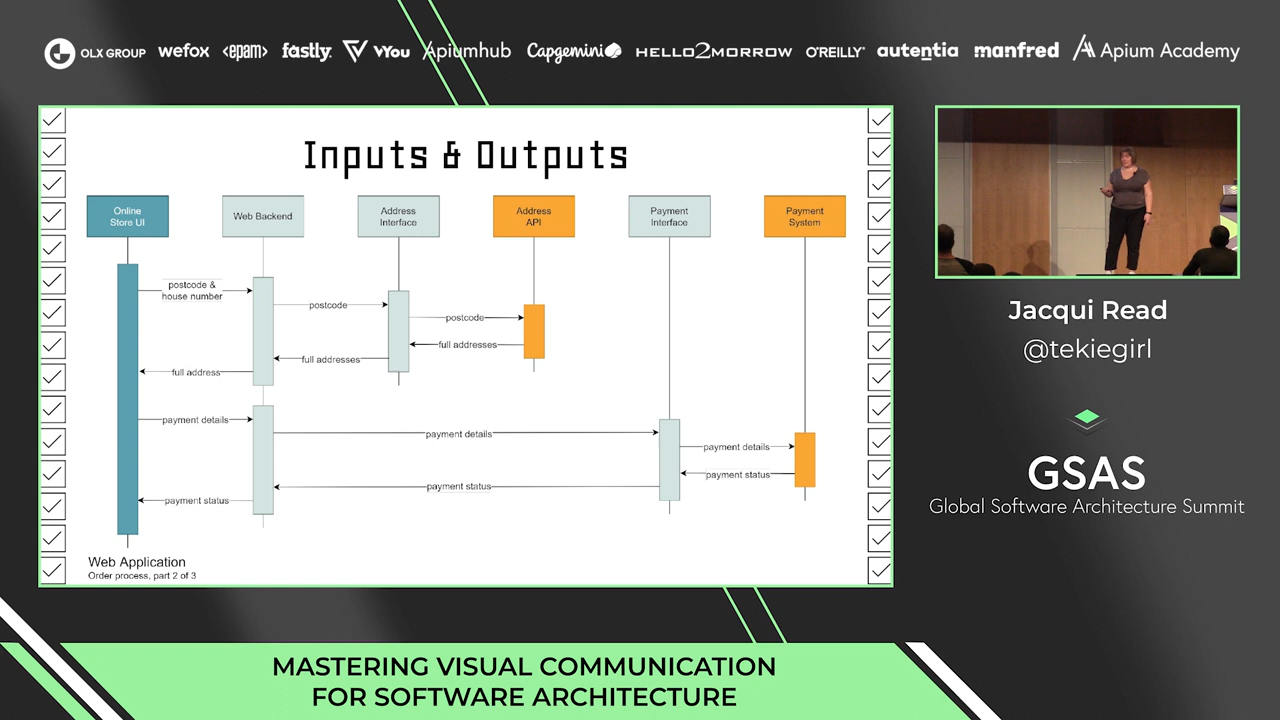 OLX GROUP wefox <epam> fastly. VYou Apiumhub Capgemini HELLO2MORROW O'REILLY® autentia manfred Apium Academy
Inputs & Outputs
Online
Store UI
Web Backend
Address
Interface
Address
API
Payment
Interface
Payment
System
postcode &
house number
postcode
postcode
full addresses
full addresses
full address
payment details
payment details
payment details
payment status
payment status
payment status
Web Application
Order process, part 2 of 3
Jacqui Read
@tekiegirl
GSAS
Global Software Architecture Summit
MASTERING VISUAL COMMUNICATION
FOR SOFTWARE ARCHITECTURE